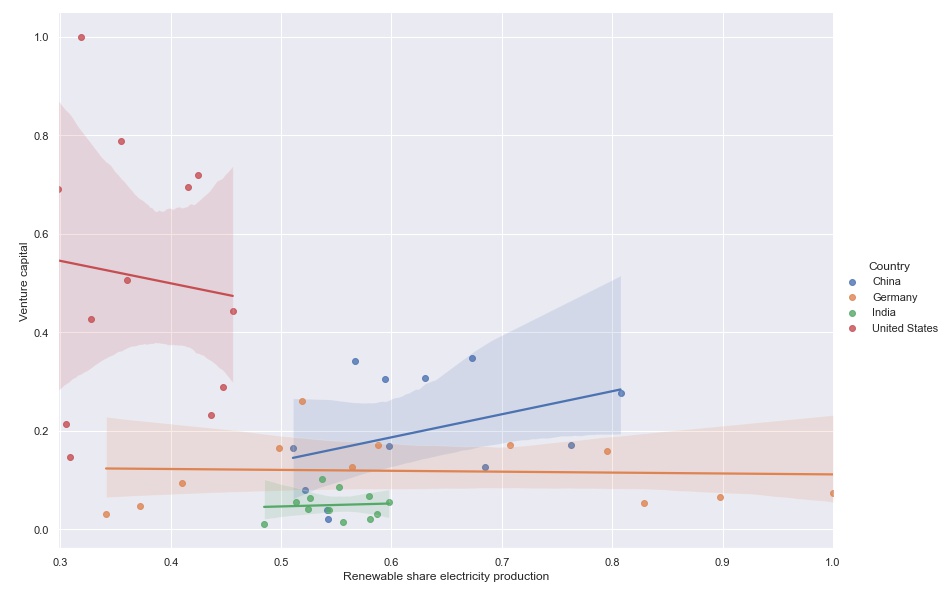 1.0
0.8
0.6
0.4
0.2
0.0
Venture capital
0.3 0.4 0.5 0.6 0.7 0.8 0.9 1.0
Renewable share electricity production
Country
China
Germany
India
United States